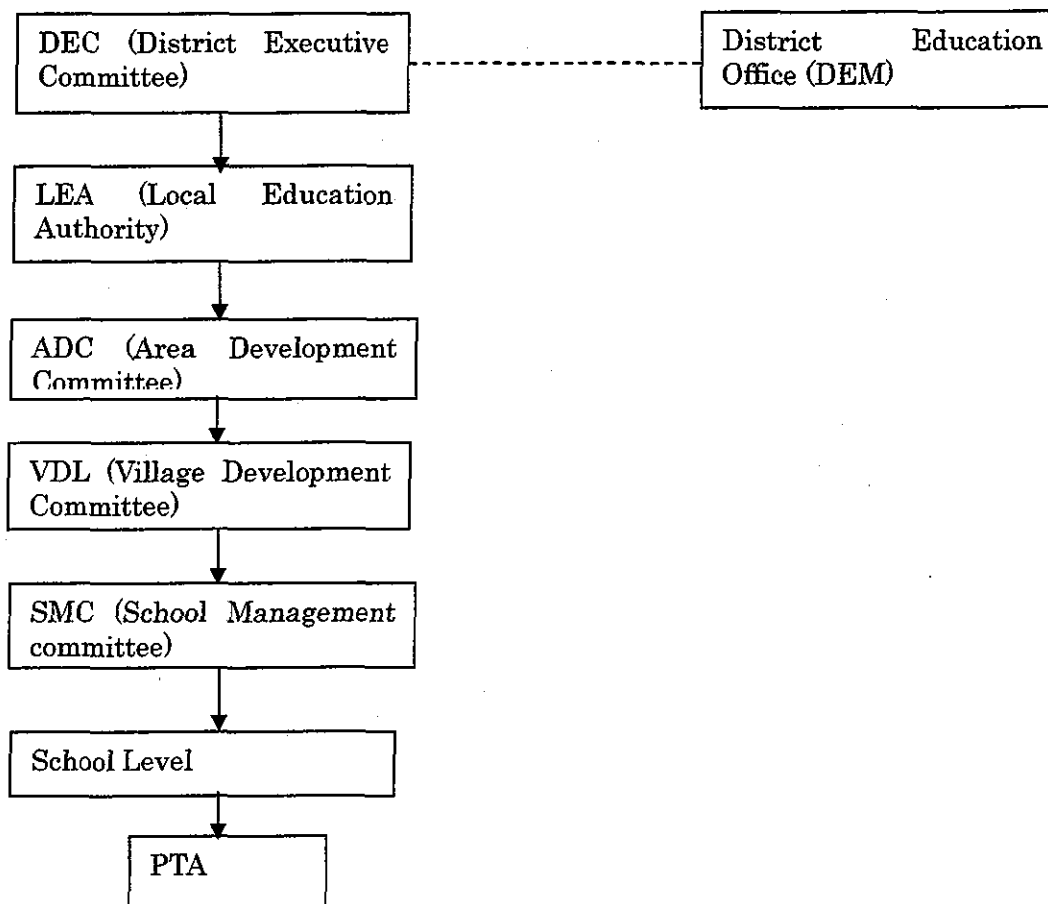 DEC (District Executive
Committee)
District Education
Office (DEM)
LEA (Local Education
Authority)
ADC (Area Development
Committee)
VDL (Village Development
Committee)
SMC (School Management
committee)
School Level
PTA